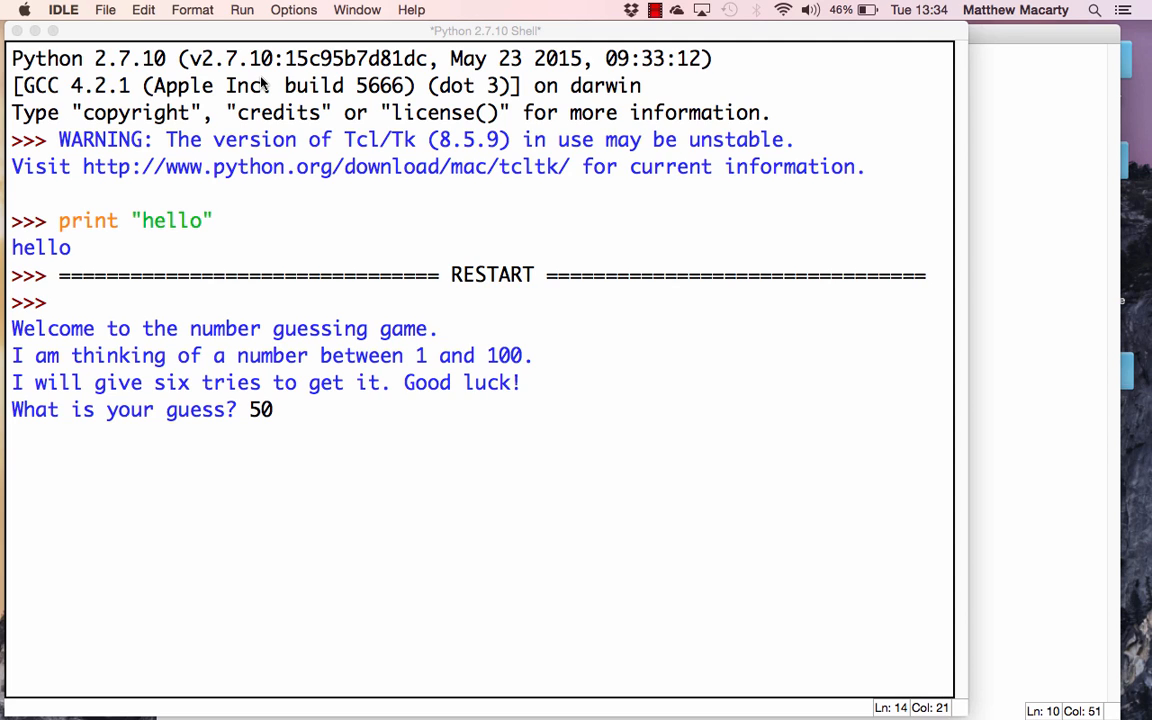 IDLE File Edit Format Run Options Window Help 46% Tue 13:34 Matthew Macarty
*Python 2.7.10 Shell*
Python 2.7.10 (v2.7.10:15c95b7d81dc, May 23 2015, 09:33:12)
[GCC 4.2.1 (Apple Inc. build 5666) (dot 3)] on darwin
Type "copyright", "credits" or "license()" for more information.
>>> WARNING: The version of Tcl/Tk (8.5.9) in use may be unstable.
Visit http://www.python.org/download/mac/tcltk/ for current information.
>>> print "hello"
hello
>>> ================================ RESTART ================================
>>>
Welcome to the number guessing game.
I am thinking of a number between 1 and 100.
I will give six tries to get it. Good luck!
What is your guess? 50
Ln: 14 Col: 21
Ln: 10 Col: 51